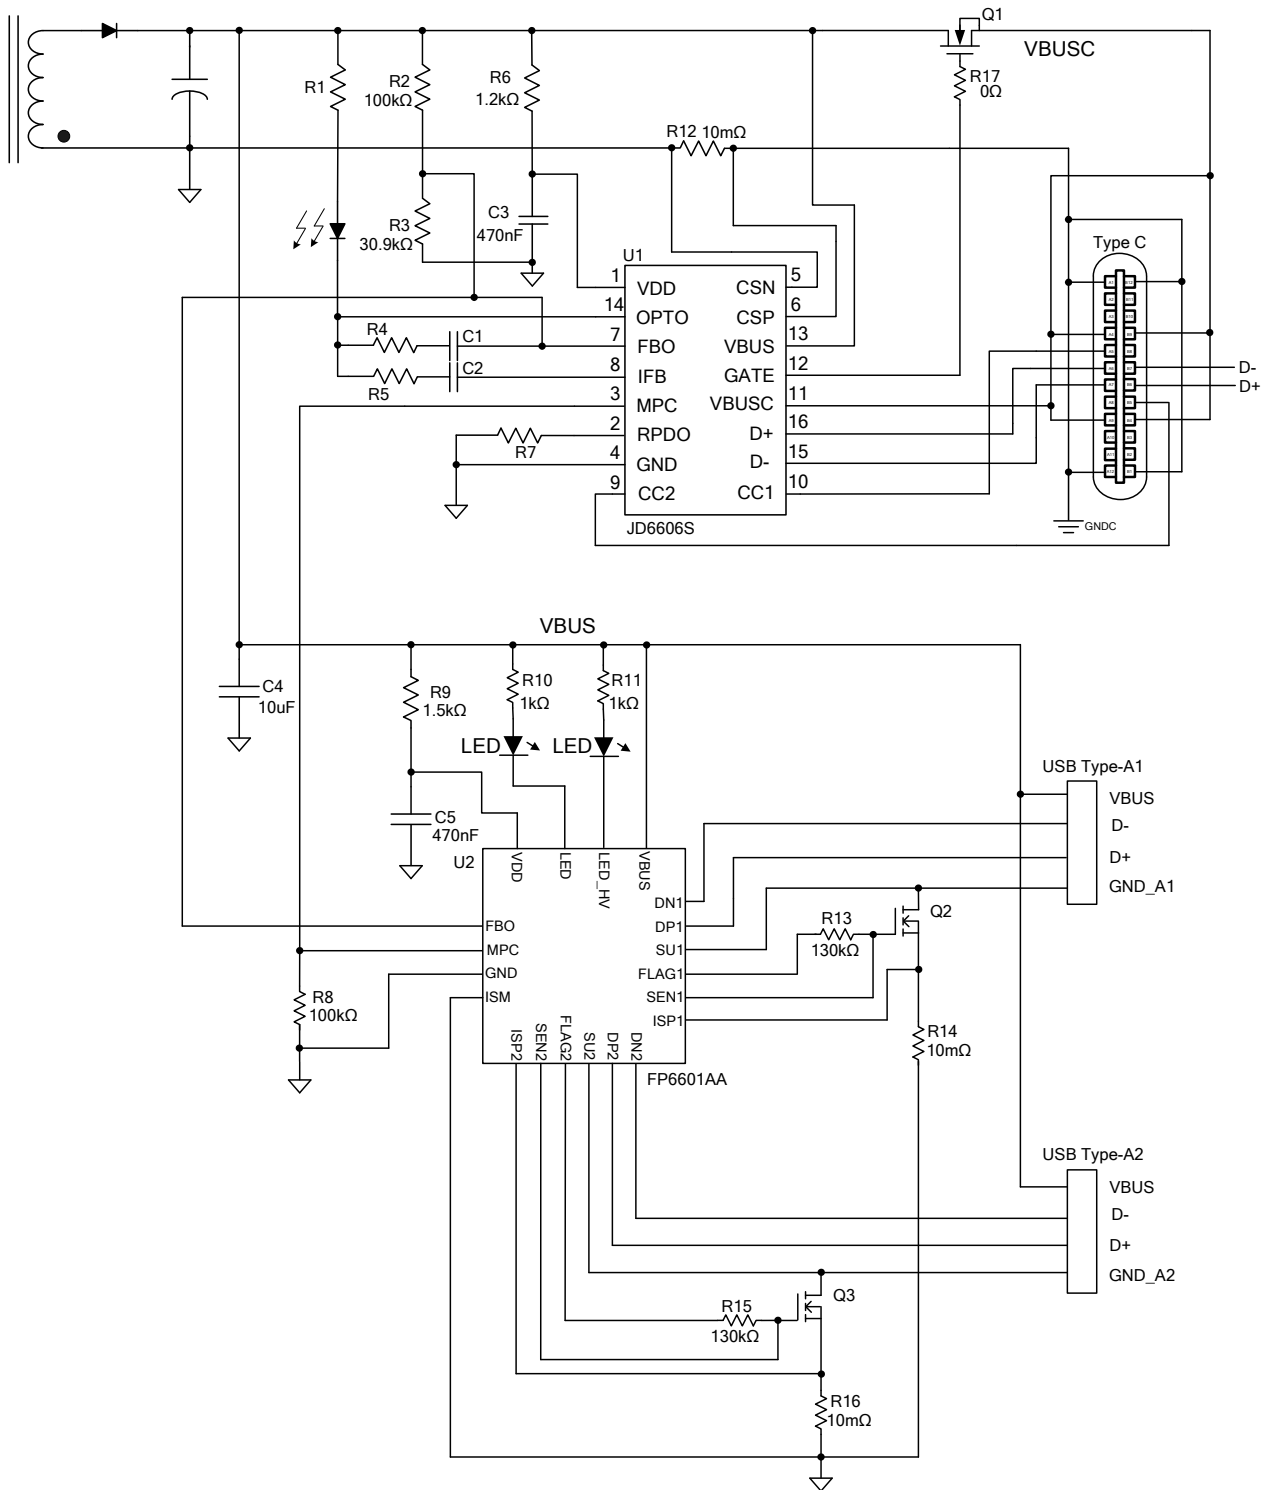 Q1
VBUSC
R1
R2
100kΩ
R6
1.2kΩ
R17
0Ω
R12 10mΩ
R3
30.9kΩ
C3
470nF
U1
Type C
1
VDD
CSN
5
14
OPTO
CSP
6
R4
C1
7
FBO
VBUS
13
R5
C2
8
IFB
GATE
12
D-
D+
3
MPC
VBUSC
11
R7
2
RPDO
D+
16
4
GND
D-
15
9
CC2
CC1
10
JD6606S
GNDC
VBUS
C4
10uF
R9
1.5kΩ
R10
1kΩ
R11
1kΩ
LED
LED
USB Type-A1
VBUS
D-
D+
GND_A1
C5
470nF
U2
VDD
LED
LED_HV
VBUS
DN1
DP1
SU1
FLAG1
SEN1
ISP1
FBO
MPC
GND
ISM
R13
130kΩ
Q2
R8
100kΩ
ISP2
SEN2
FLAG2
SU2
DP2
DN2
R14
10mΩ
FP6601AA
USB Type-A2
VBUS
D-
D+
GND_A2
R15
130kΩ
Q3
R16
10mΩ